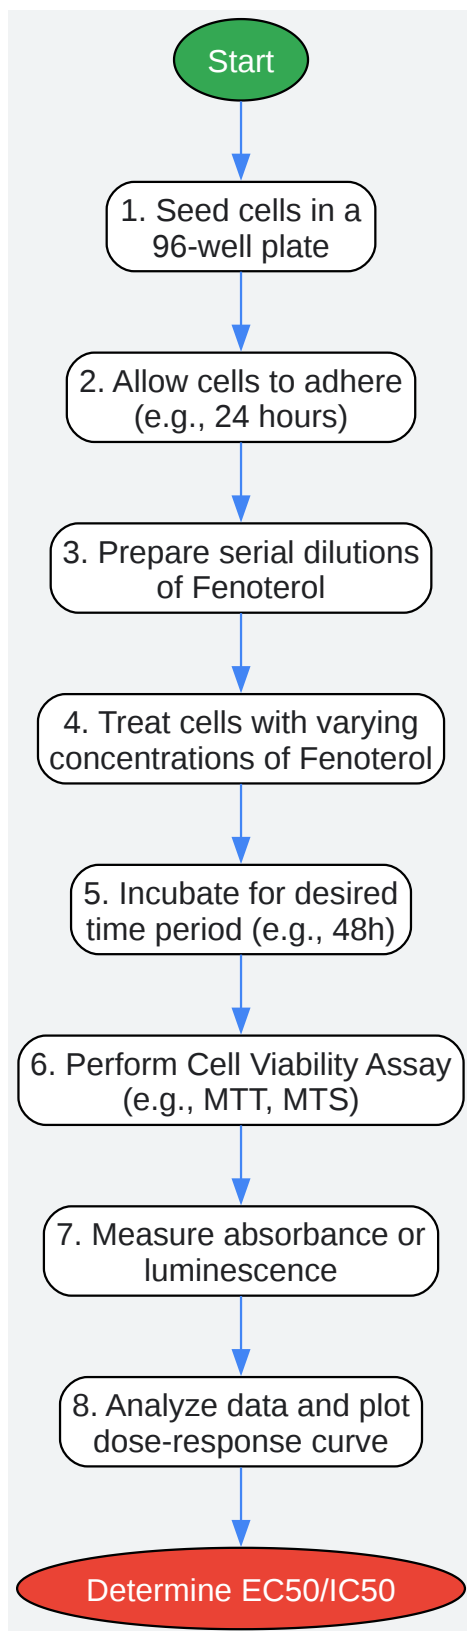 Start
1. Seed cells in a
96-well plate
2. Allow cells to adhere
(e.g., 24 hours)
3. Prepare serial dilutions
of Fenoterol
4. Treat cells with varying
concentrations of Fenoterol
5. Incubate for desired
time period (e.g., 48h)
6. Perform Cell Viability Assay
(e.g., MTT, MTS)
7. Measure absorbance or
luminescence
8. Analyze data and plot
dose-response curve
Determine EC50/IC50